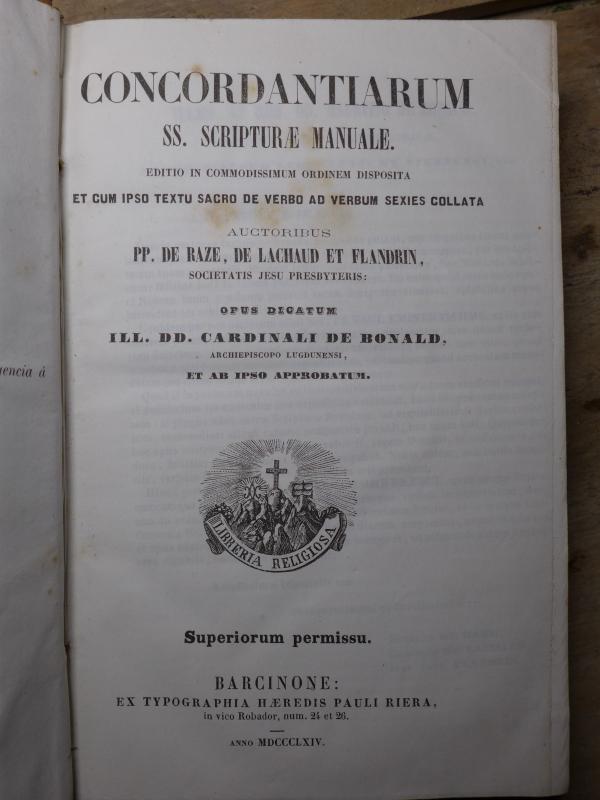 CONCORDANTIARUM
SS. SCRIPTURÆ MANUALE.
EDITIO IN COMMODISSIMUM ORDINEM DISPOSITA
ET CUM IPSO TEXTU SACRO DE VERBO AD VERBUM SEXIES COLLATA
AUCTORIBUS
PP. DE RAZE, DE LACHAUD ET FLANDRIN,
SOCIETATIS JESU PRESBYTERIS:
OPUS DICATUM
ILL. DD. CARDINALI DE BONALD,
ARCHIEPISCOPO LUGDUNENSI,
ET AB IPSO APPROBATUM.
LIBRERIA RELIGIOSA
Superiorum permissu.
BARCINONE:
EX TYPOGRAPHIA HÆREDIS PAULI RIERA,
in vico Robador, num. 24 et 26.
ANNO MDCCCLXIV.